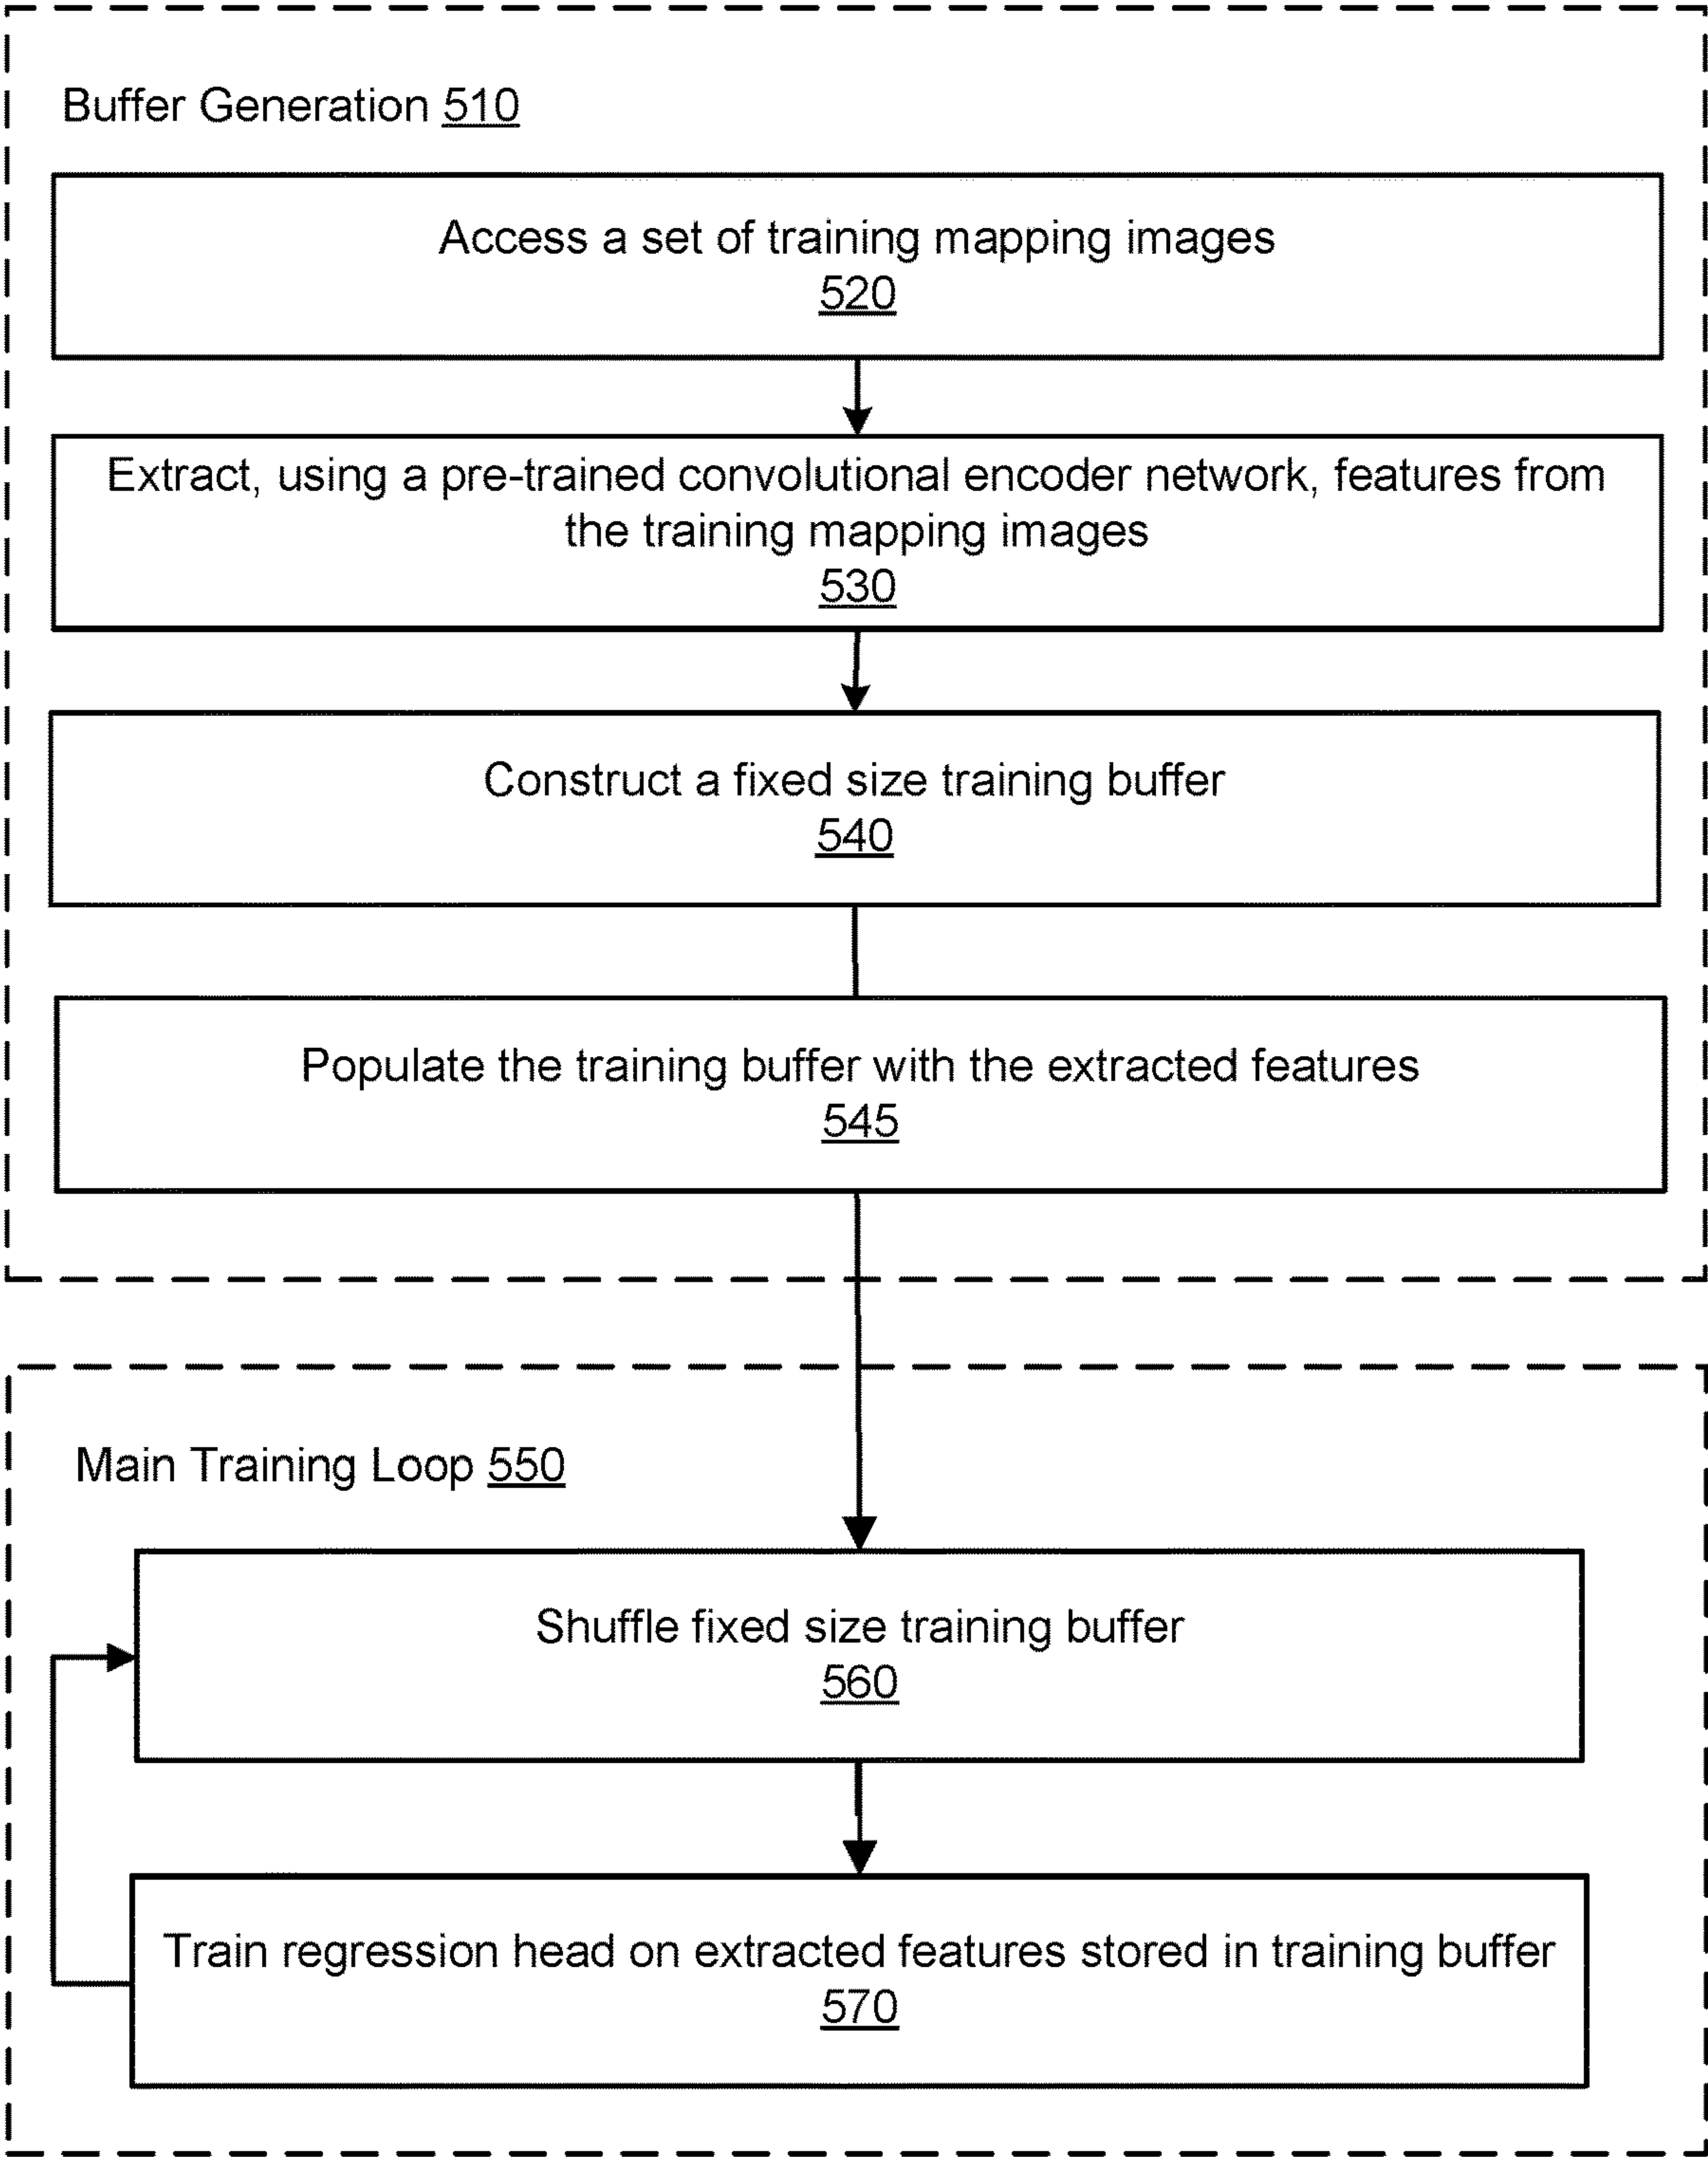 Buffer Generation 510
Access a set of training mapping images
520
Extract, using a pre-trained convolutional encoder network, features from
the training mapping images
530
Construct a fixed size training buffer
540
Populate the training buffer with the extracted features
545
Main Training Loop 550
Shuffle fixed size training buffer
560
Train regression head on extracted features stored in training buffer
570